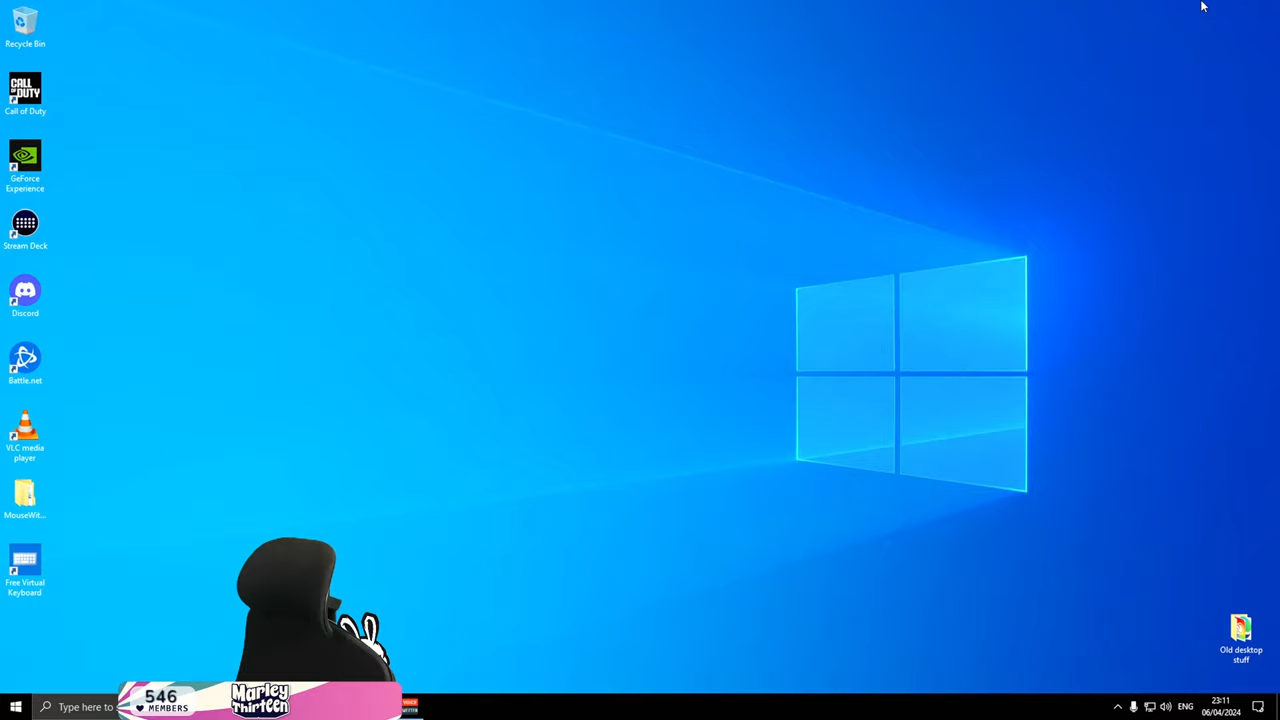 Recycle Bin
CALL OF DUTY
Call of Duty
GeForce
Experience
Stream Deck
Discord
Battle.net
VLC media
player
MouseWit...
Free Virtual
Keyboard
Old desktop
stuff
Type here to s
546
MEMBERS
Marley
Thirteen
ENG
23:11
06/04/2024